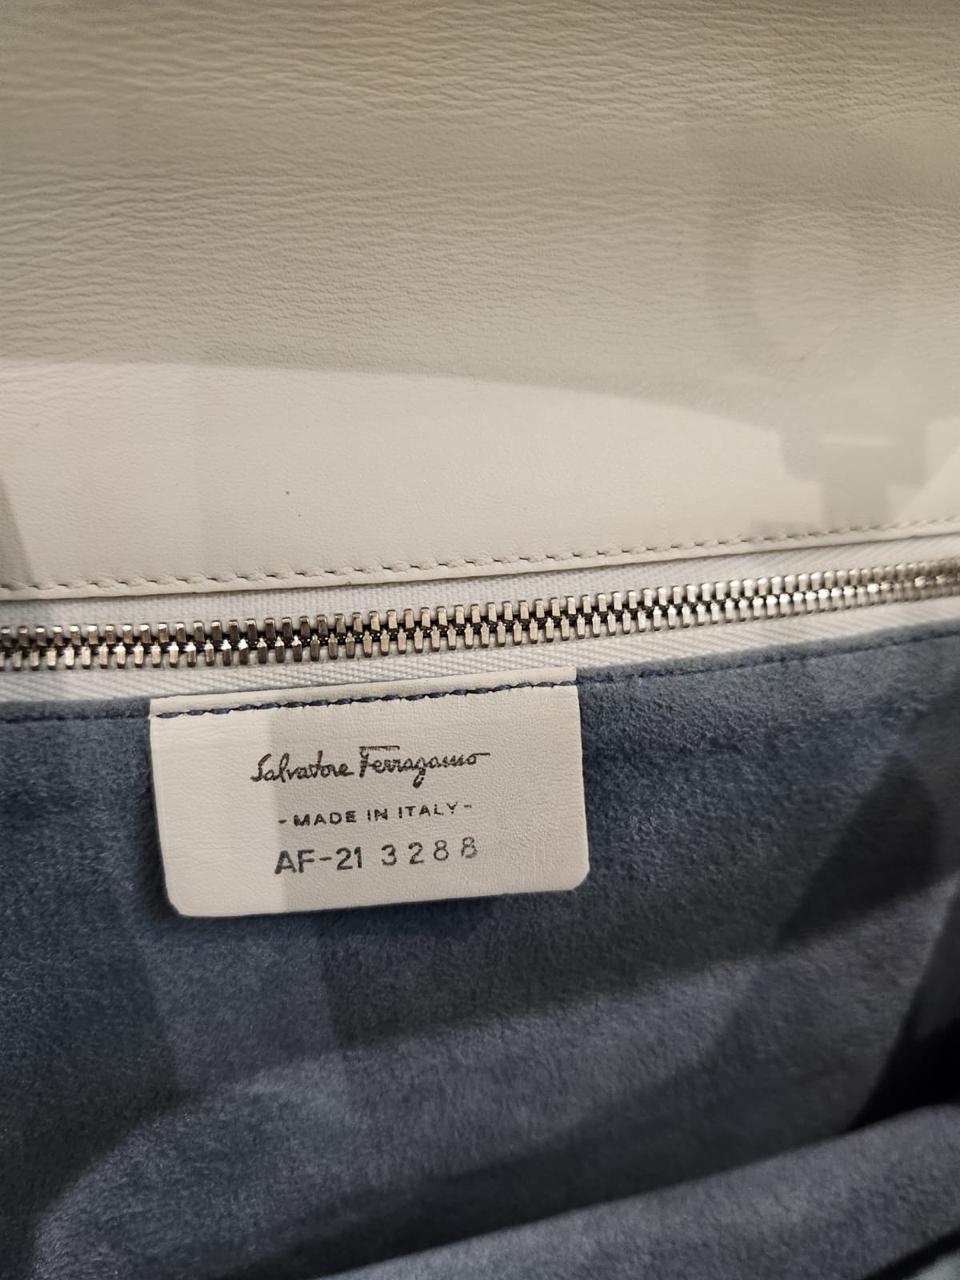 Salvatore Ferragamo
-MADE IN ITALY-
AF-21 3288